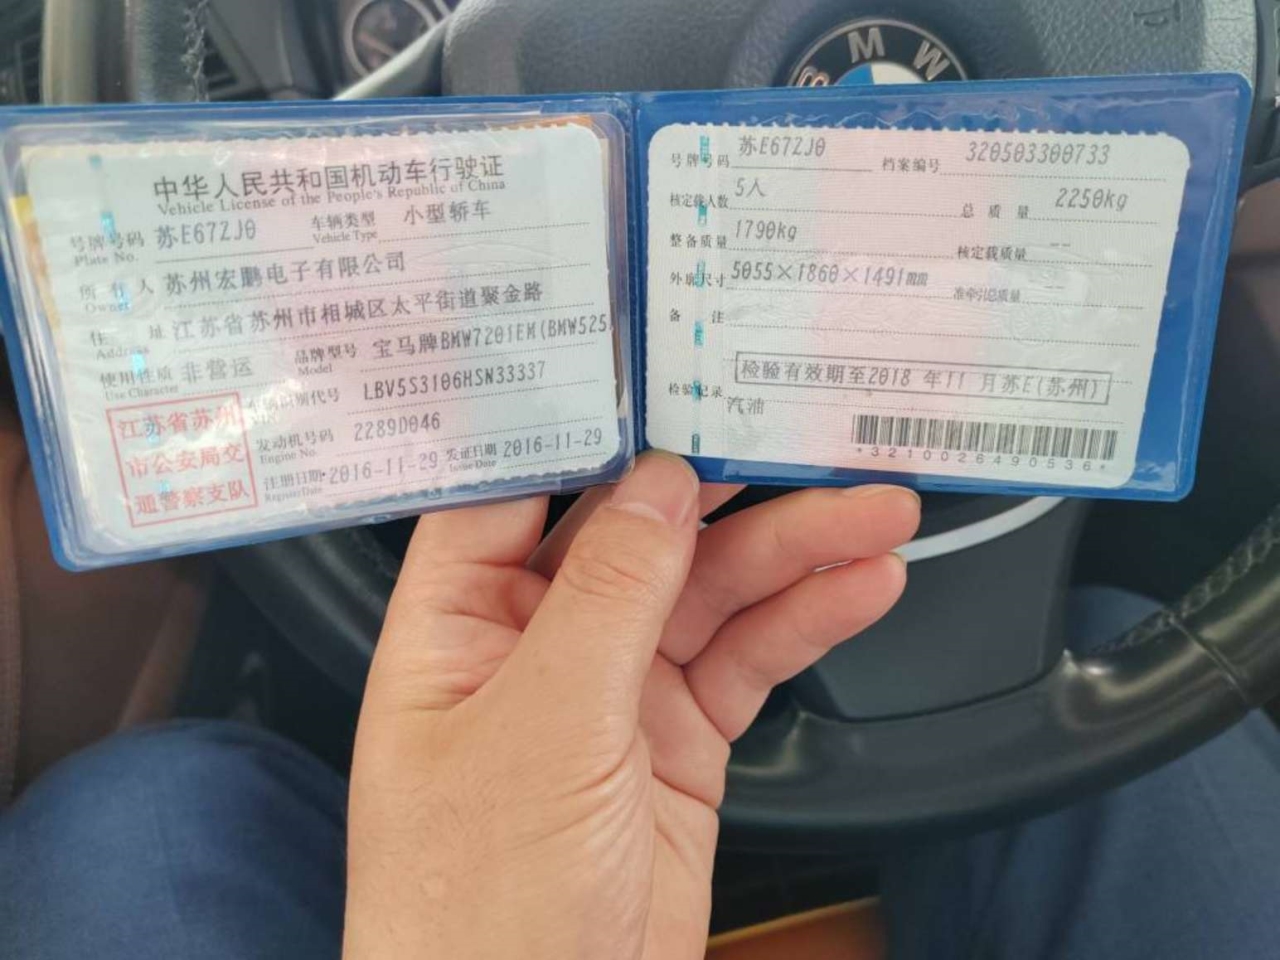 BMW
中华人民共和国机动车行驶证
Vehicle License of the People's Republic of China
号牌号码 苏E672J0 车辆类型 小型轿车
Plate No. Vehicle Type
所有人 苏州宏鹏电子有限公司
Owner
住址 江苏省苏州市相城区太平街道聚金路
Address
使用性质 非营运 品牌型号 宝马牌BMW7201EM(BMW525
Use Character Model
江苏省苏州
市公安局交
通警察支队
车辆识别代号 LBV5S3106HSN33337
发动机号码 2289D046
Engine No.
注册日期 2016-11-29 发证日期 2016-11-29
Register Date Issue Date
号牌号码 苏E672J0 档案编号 320503300733
核定载人数 5人 总质量 2250kg
整备质量 1790kg 核定载质量 --
外廓尺寸 5055×1860×1491mm 准牵引总质量 --
备注
检验有效期至2018 年11 月苏E(苏州)
检验记录
汽油
*3210026490536*